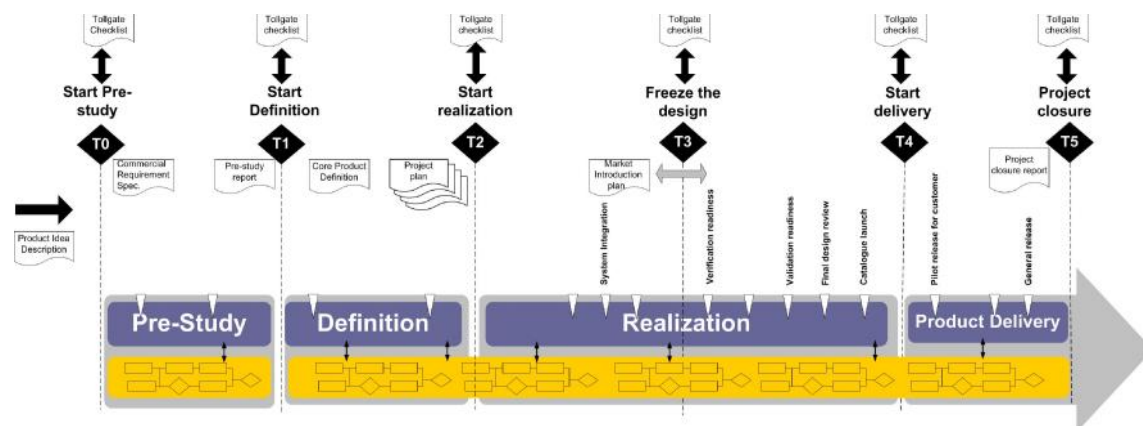 Tollgate
Checklist
Tollgate
checklist
Tollgate
checklist
Tollgate
checklist
Tollgate
checklist
Tollgate
checklist
Start Pre-
study
Start
Definition
Start
realization
Freeze the
design
Start
delivery
Project
closure
T0
T1
T2
T3
T4
T5
Commercial
Requirement
Spec.
Pre-study
report
Core Product
Definition
Project
plan
Market
Introduction
plan
Project
closure report
Product Idea
Description
System Integration
Verification readiness
Validation readiness
Final design review
Catalogue launch
Pilot release for customer
General release
Pre-Study
Definition
Realization
Product Delivery